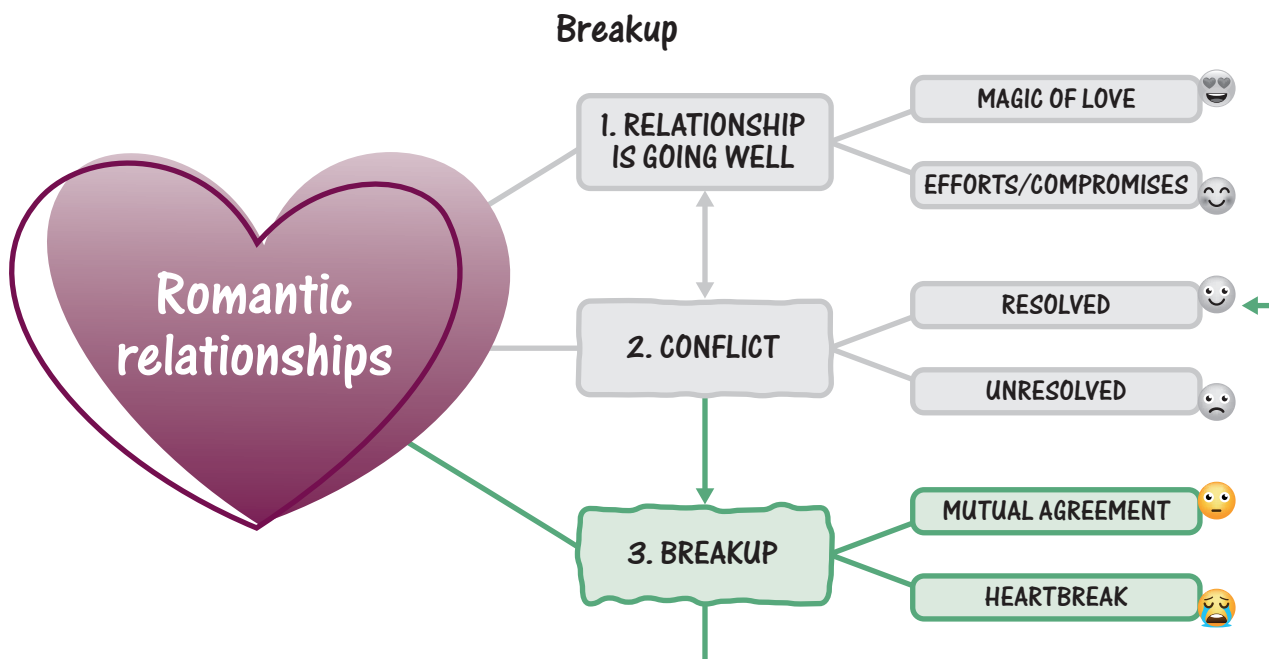 Breakup
Romantic
relationships
1. RELATIONSHIP
IS GOING WELL
MAGIC OF LOVE
EFFORTS/COMPROMISES
2. CONFLICT
RESOLVED
UNRESOLVED
3. BREAKUP
MUTUAL AGREEMENT
HEARTBREAK